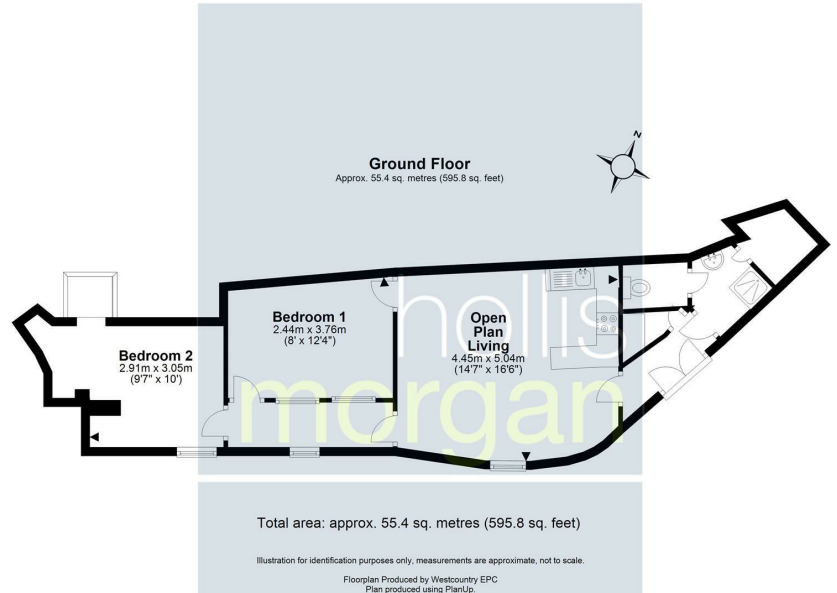 Ground Floor
Approx. 55.4 sq. metres (595.8 sq. feet)
N
Bedroom 1
2.44m x 3.76m
(8' x 12'4")
Open
Plan
Living
4.45m x 5.04m
(14'7" x 16'6")
Bedroom 2
2.91m x 3.05m
(9'7" x 10')
hollis
morgan
Total area: approx. 55.4 sq. metres (595.8 sq. feet)
Illustration for identification purposes only, measurements are approximate, not to scale.
Floorplan Produced by Westcountry EPC
Plan produced using PlanUp.